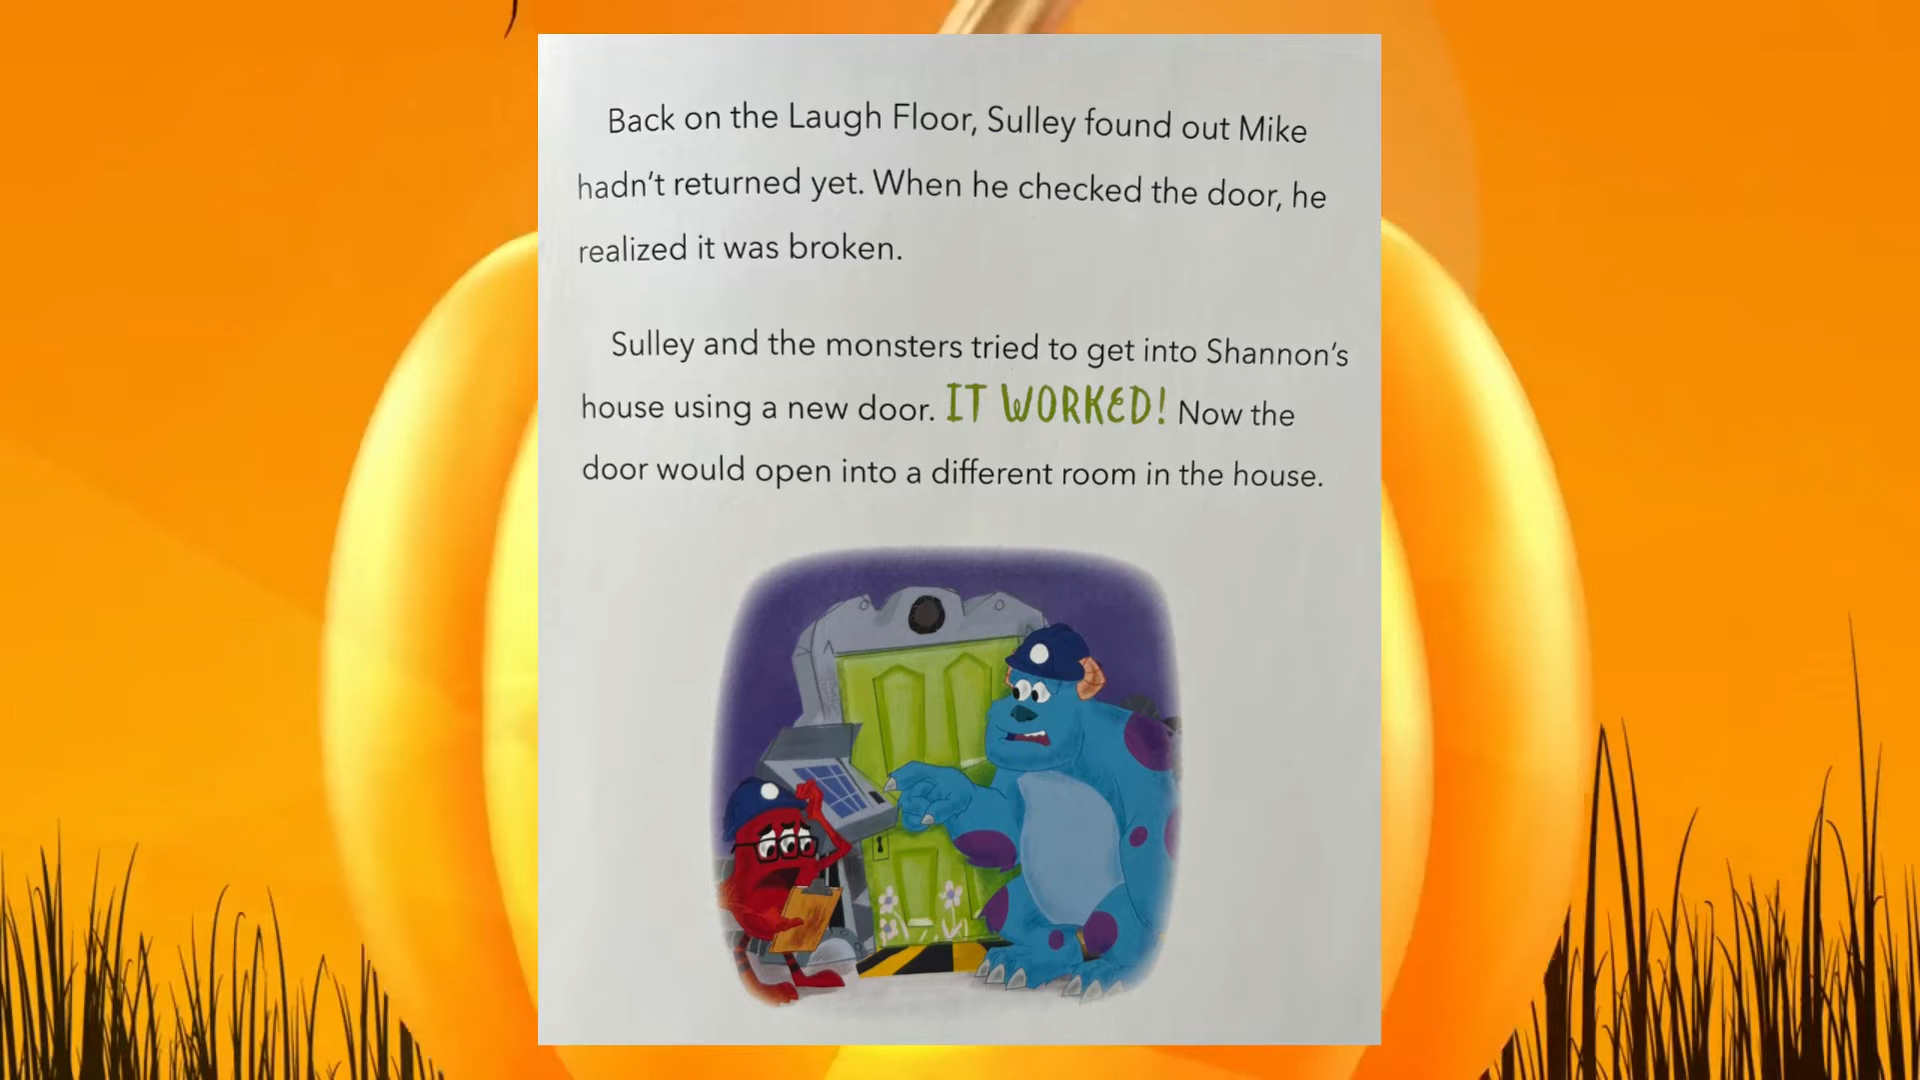 Back on the Laugh Floor, Sulley found out Mike
hadn't returned yet. When he checked the door, he
realized it was broken.
Sulley and the monsters tried to get into Shannon's
house using a new door. IT WORKED! Now the
door would open into a different room in the house.